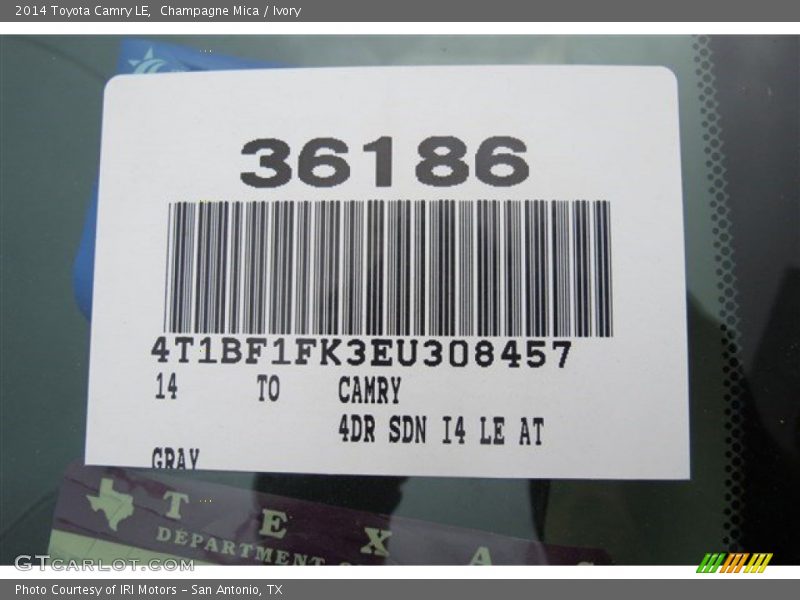 2014 Toyota Camry LE,  Champagne Mica / Ivory
36186
4T1BF1FK3EU308457
14 TO CAMRY
4DR SDN I4 LE AT
GRAY
TEXA
DEPARTMENT
GTCARLOT.COM
Photo Courtesy of IRI Motors – San Antonio, TX